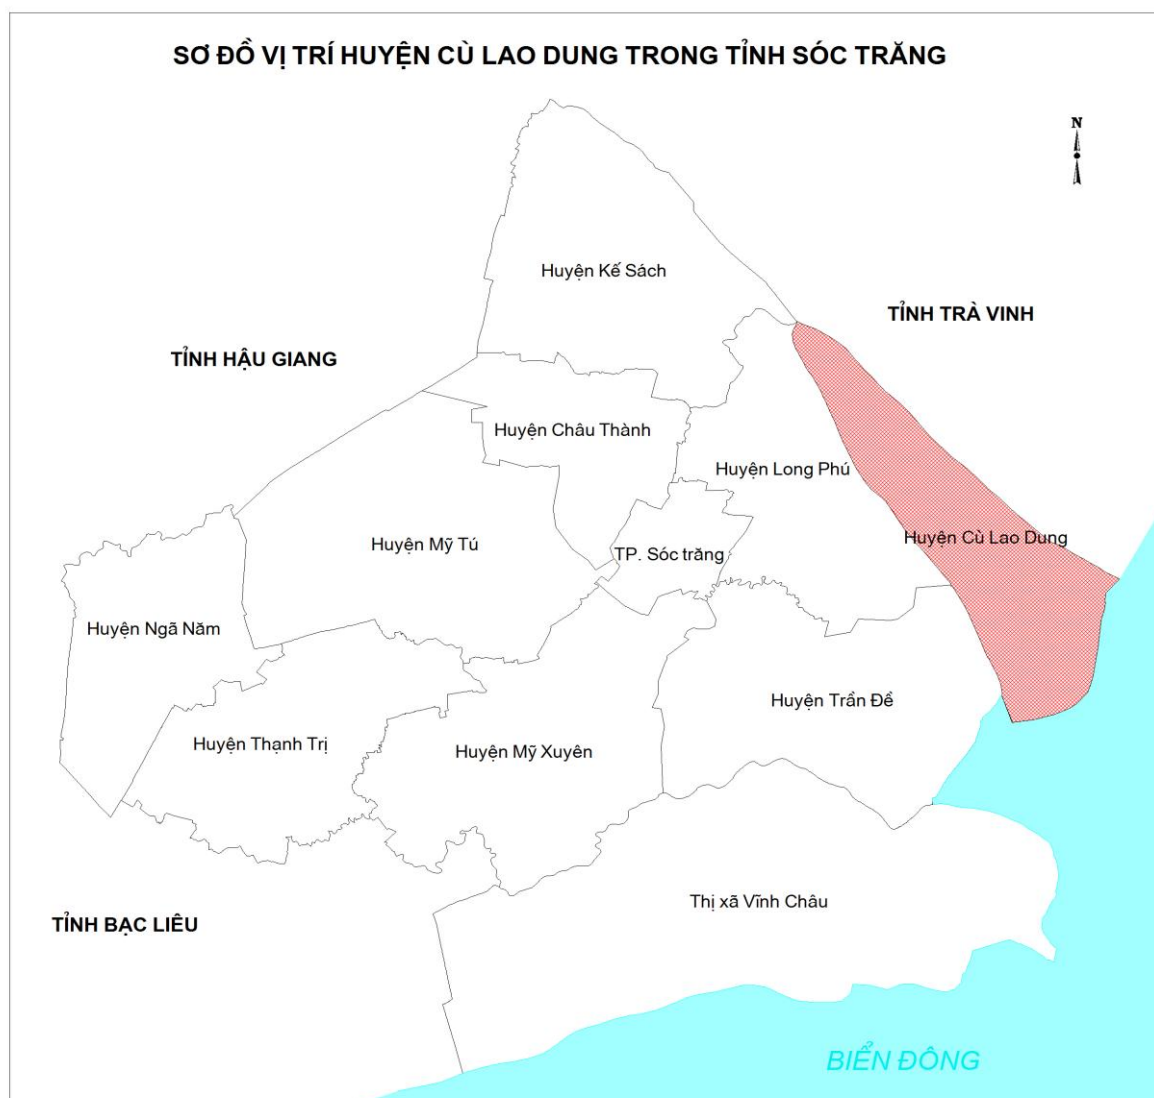 SƠ ĐỒ VỊ TRÍ HUYỆN CÙ LAO DUNG TRONG TỈNH SÓC TRĂNG
N
Huyện Kế Sách
TỈNH TRÀ VINH
TỈNH HẬU GIANG
Huyện Châu Thành
Huyện Long Phú
Huyện Cù Lao Dung
Huyện Mỹ Tú
TP. Sóc trăng
Huyện Ngã Năm
Huyện Trần Đề
Huyện Thạnh Trị
Huyện Mỹ Xuyên
Thị xã Vĩnh Châu
TỈNH BẠC LIÊU
BIỂN ĐÔNG